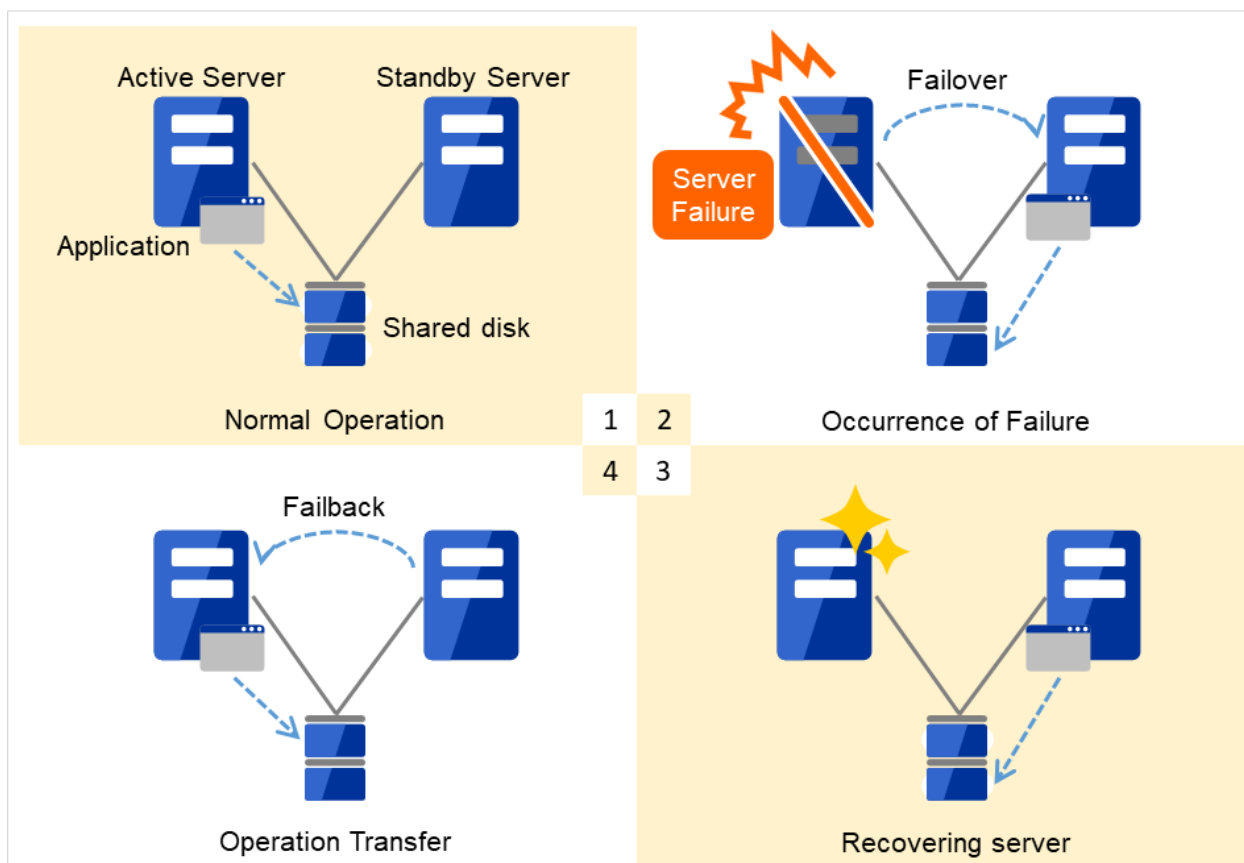 Active Server
Standby Server
Application
Shared disk
Normal Operation
1
Failover
Server
Failure
2
Occurrence of Failure
3
Recovering server
4
Failback
Operation Transfer